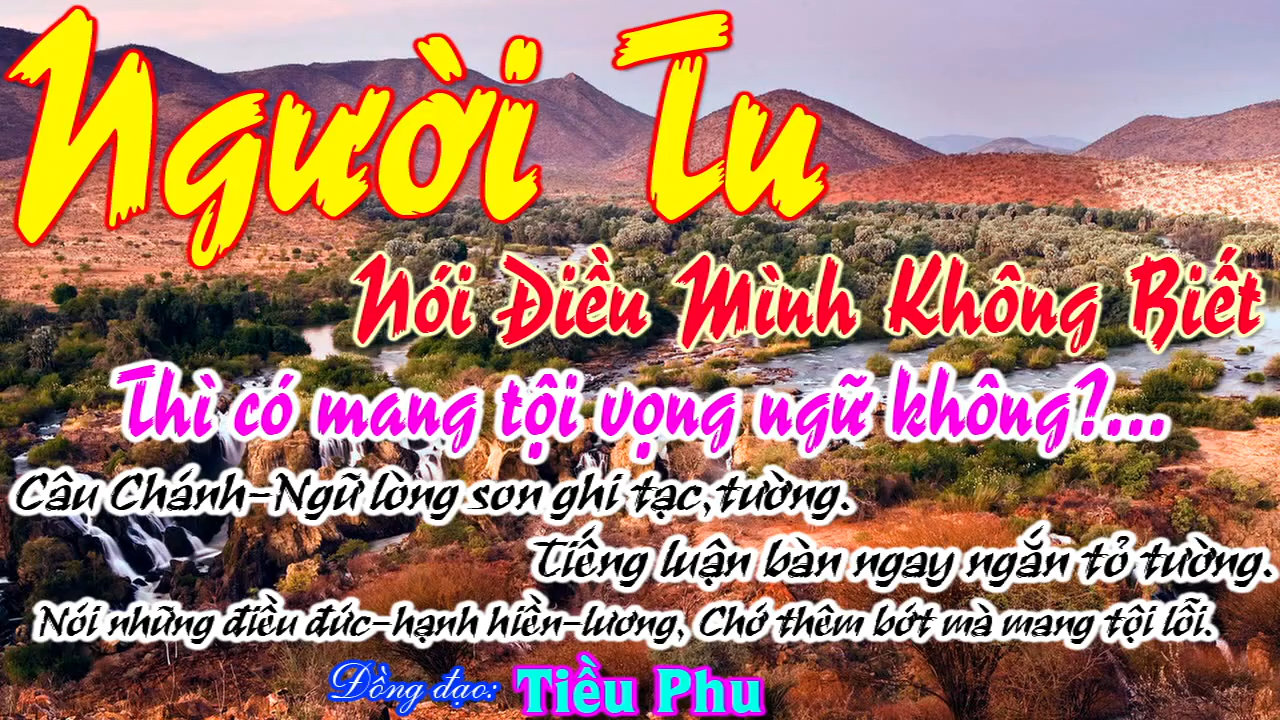 Người Tu
Nói Điều Mình Không Biết
Thì có mang tội vọng ngữ không?...
Câu Chánh-Ngữ lòng son ghi tạc,tường.
Tiếng luận bàn ngay ngắn tỏ tường.
Nói những điều đức-hạnh hiền-lương, Chớ thêm bớt mà mang tội lỗi.
Đồng đạo: Tiều Phu